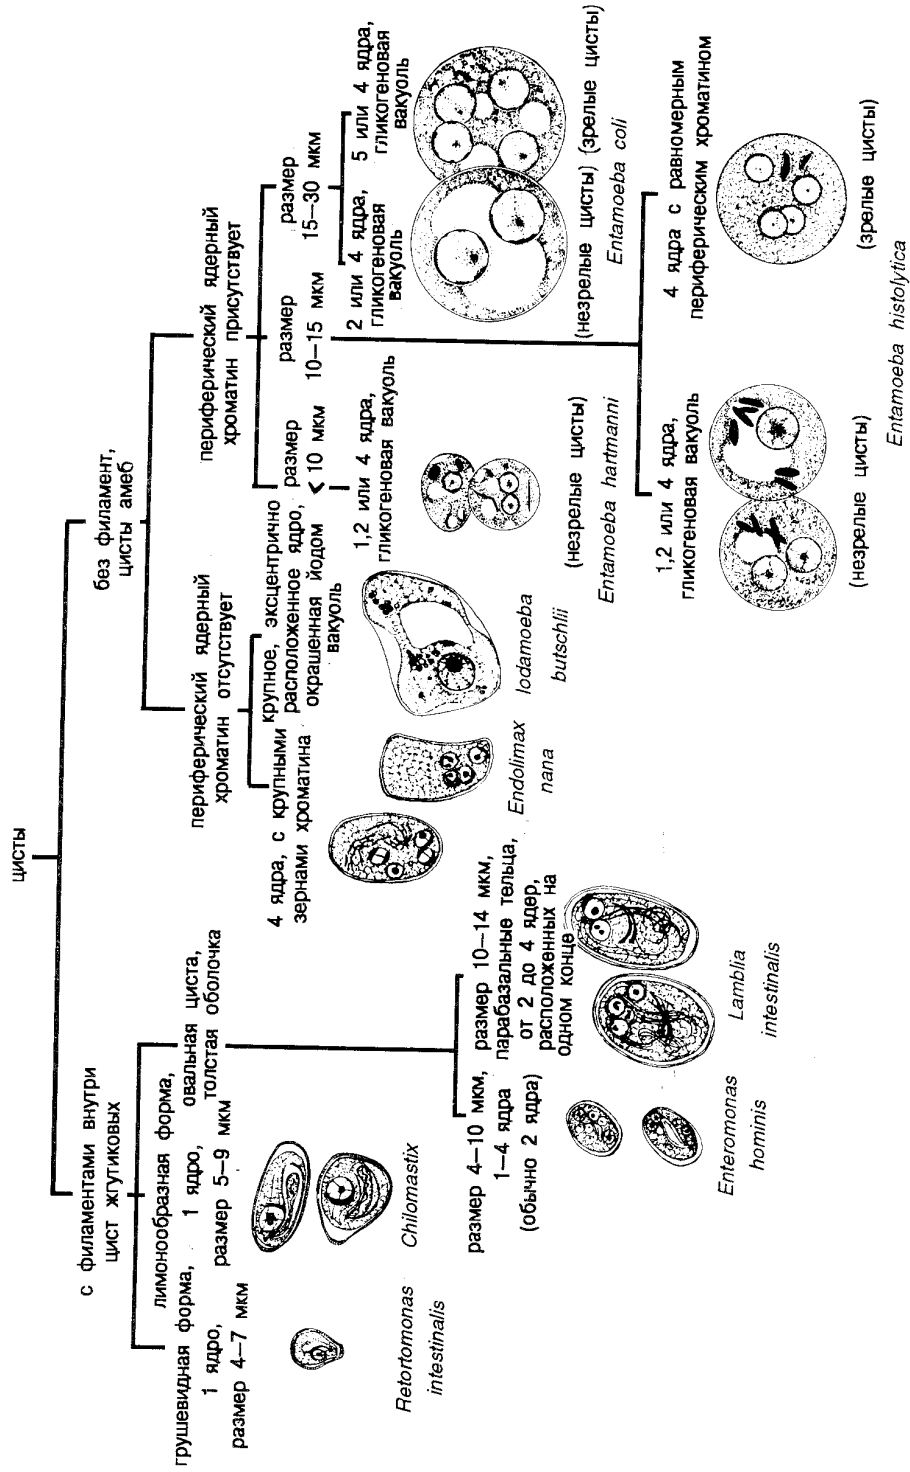 цисты
с филаментами внутри
цист жгутиковых
без филамент,
цисты амеб
грушевидная форма,
1 ядро,
размер 4–7 мкм
лимонообразная форма,
1 ядро,
размер 5–9 мкм
овальная циста,
толстая оболочка
периферический ядерный
хроматин отсутствует
периферический ядерный
хроматин присутствует
Retortomonas
intestinalis
Chilomastix
размер 4–10 мкм,
1–4 ядра
(обычно 2 ядра)
размер 10–14 мкм,
парабазальные тельца,
от 2 до 4 ядер,
расположенных на
одном конце
Enteromonas
hominis
Lamblia
intestinalis
4 ядра, с крупными
зернами хроматина
крупное, эксцентрично
расположенное ядро,
окрашенная йодом
вакуоль
Endolimax
nana
Iodamoeba
butschlii
размер
< 10 мкм
размер
10–15 мкм
размер
15–30 мкм
1,2 или 4 ядра,
гликогеновая вакуоль
(незрелые цисты)
Entamoeba hartmanni
2 или 4 ядра,
гликогеновая
вакуоль
5 или 4 ядра,
гликогеновая
вакуоль
(незрелые цисты) (зрелые цисты)
Entamoeba coli
1,2 или 4 ядра,
гликогеновая вакуоль
(незрелые цисты)
4 ядра с равномерным
периферическим хроматином
(зрелые цисты)
Entamoeba histolytica